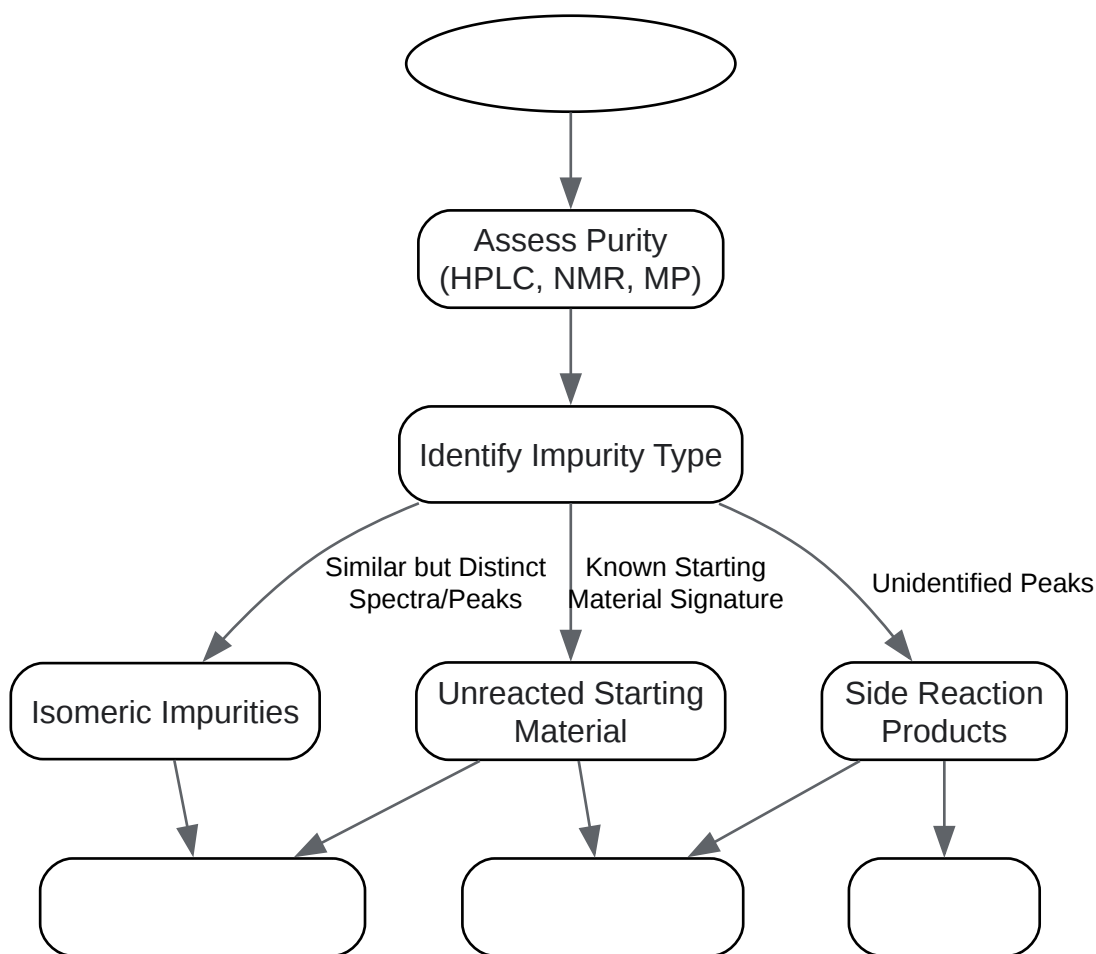 Assess Purity
(HPLC, NMR, MP)
Identify Impurity Type
Similar but Distinct
Spectra/Peaks
Known Starting
Material Signature
Unidentified Peaks
Isomeric Impurities
Unreacted Starting
Material
Side Reaction
Products